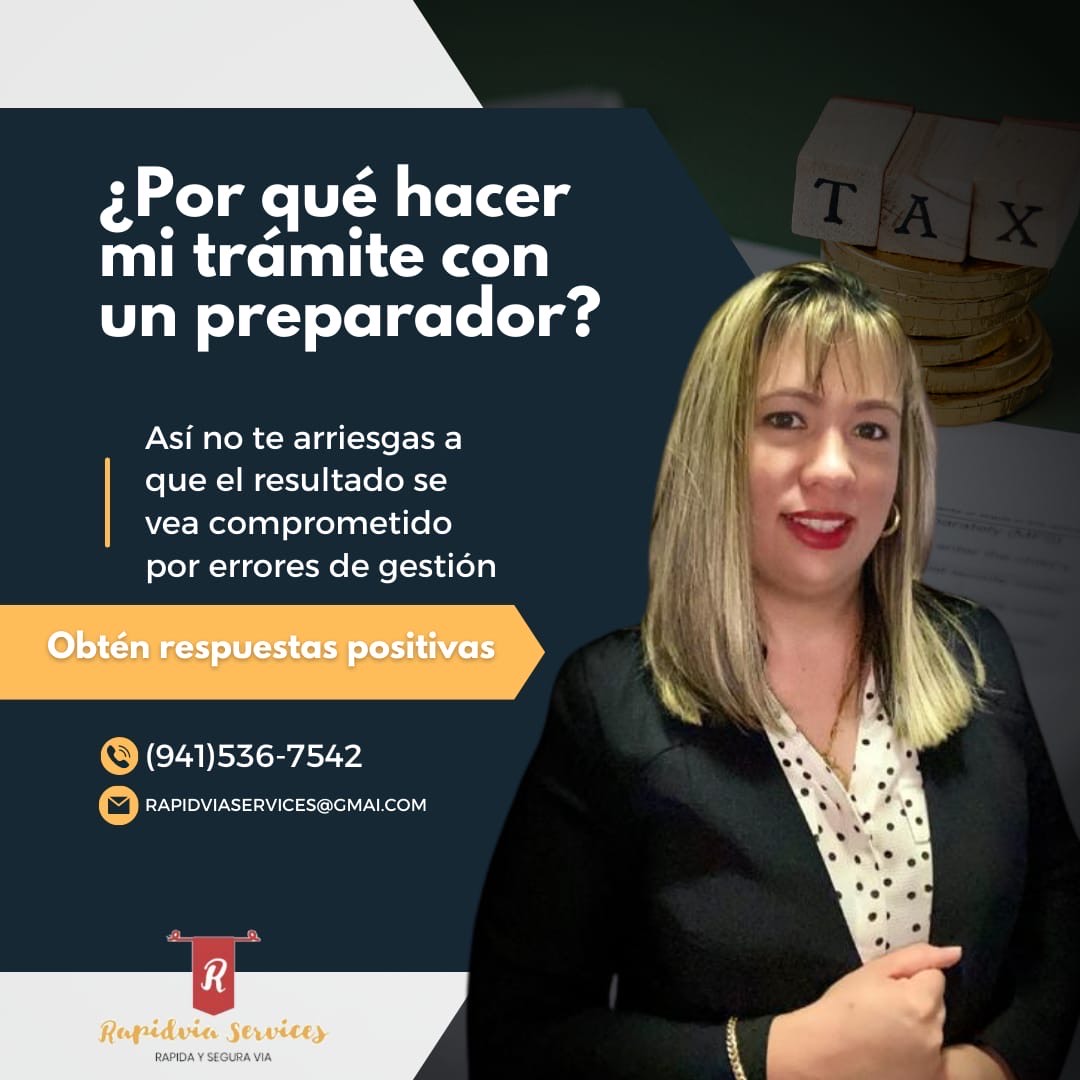 ¿Por qué hacer
mi trámite con
un preparador?
Así no te arriesgas a
que el resultado se
vea comprometido
por errores de gestión
Obtén respuestas positivas
(941)536-7542
RAPIDVIASERVICES@GMAI.COM
R
Rapidvia Services
RAPIDA Y SEGURA VIA
TAX